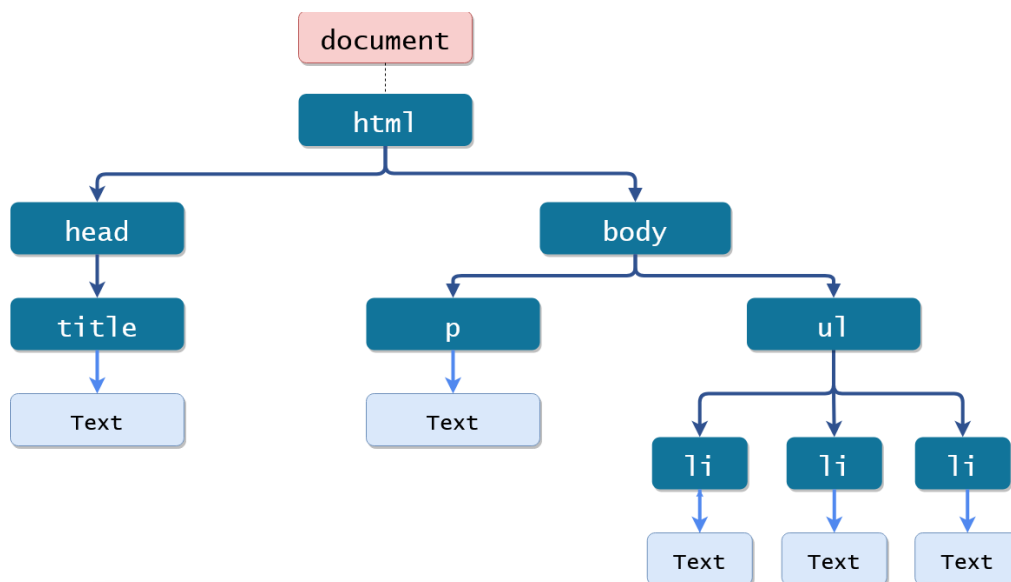 document
html
head
body
title
p
ul
Text
Text
li
li
li
Text
Text
Text